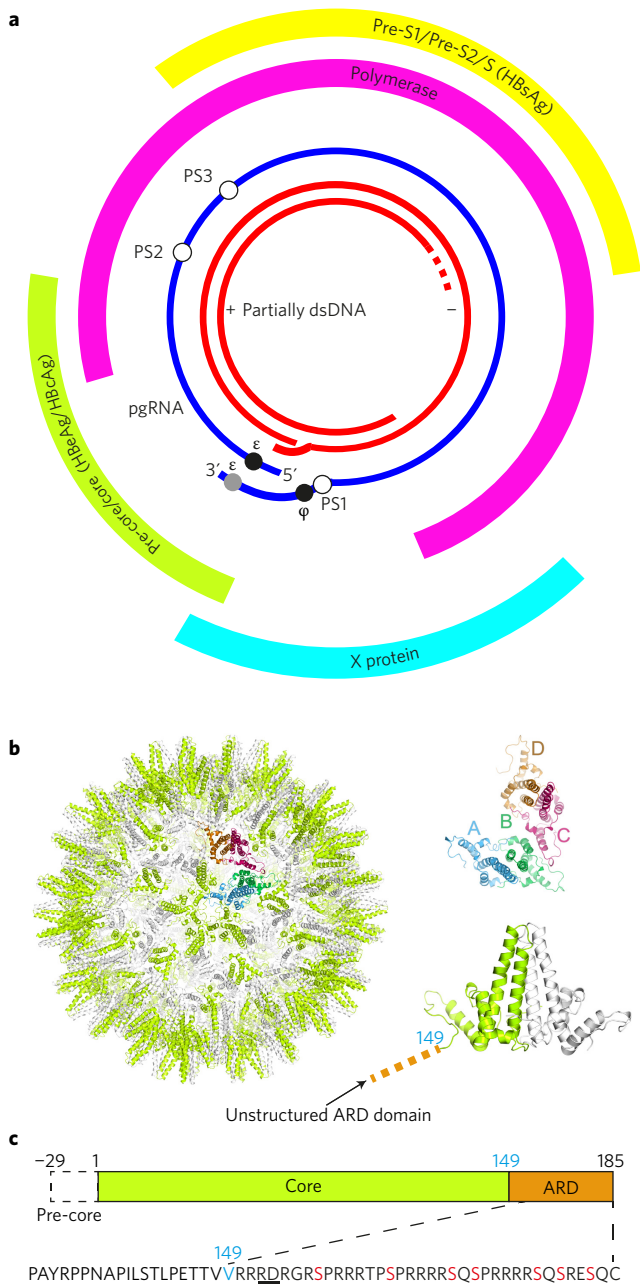 a
Pre-S1/Pre-S2/S (HBsAg)
Polymerase
PS3
PS2
+ Partially dsDNA −
pgRNA
Pre-core/core (HBeAg/HBcAg)
ε
3′ ε 5′
PS1
φ
X protein
b
D
B
A
C
149
Unstructured ARD domain
c
−29 1 149 185
Core ARD
Pre-core
149
PAYRPPNAPILSTLPETTVVRRRRDRGRSPRRRTPSPRRRRSQSPRRRRSQSRESQC